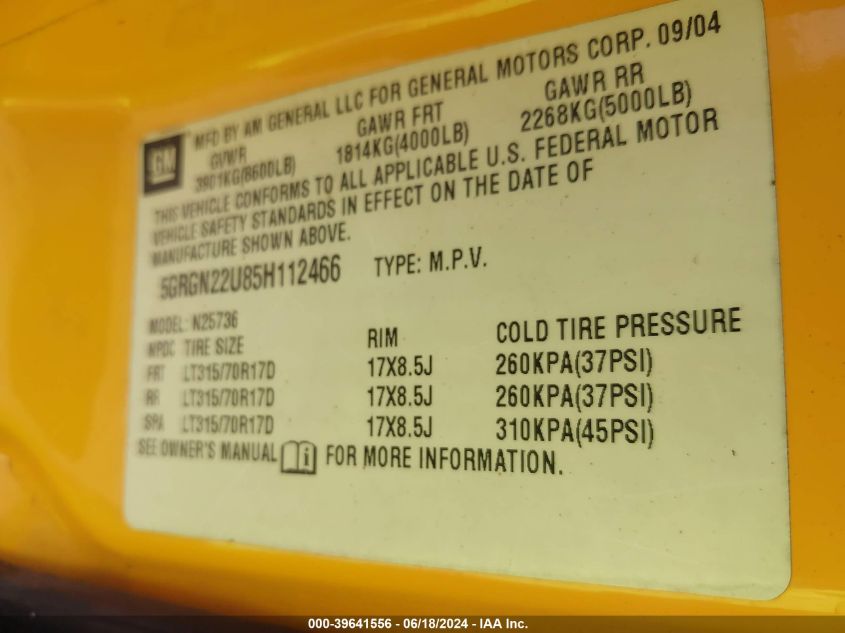 GM
MFD BY AM GENERAL LLC FOR GENERAL MOTORS CORP. 09/04
GVWR GAWR FRT GAWR RR
3901KG(8600LB) 1814KG(4000LB) 2268KG(5000LB)
THIS VEHICLE CONFORMS TO ALL APPLICABLE U.S. FEDERAL MOTOR
VEHICLE SAFETY STANDARDS IN EFFECT ON THE DATE OF
MANUFACTURE SHOWN ABOVE.
5GRGN22U85H112466 TYPE: M.P.V.
MODEL: N25736
NPDC TIRE SIZE RIM COLD TIRE PRESSURE
FRT LT315/70R17D 17X8.5J 260KPA(37PSI)
RR LT315/70R17D 17X8.5J 260KPA(37PSI)
SPA LT315/70R17D 17X8.5J 310KPA(45PSI)
SEE OWNER'S MANUAL i FOR MORE INFORMATION.
000-39641556 - 06/18/2024 - IAA Inc.